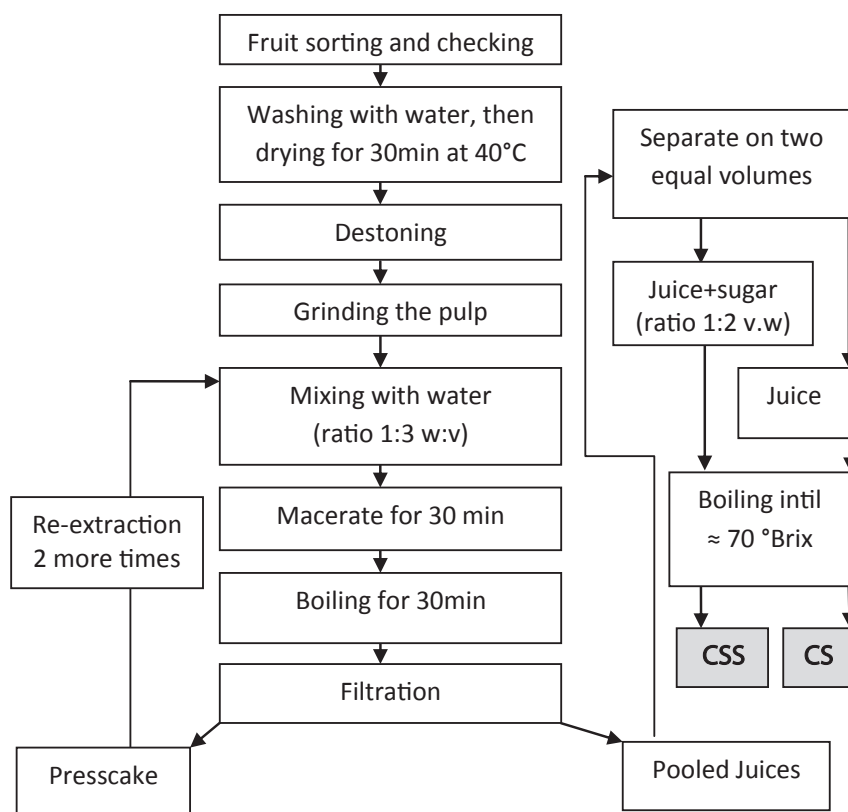 Fruit sorting and checking
Washing with water, then
drying for 30min at 40°C
Destoning
Grinding the pulp
Mixing with water
(ratio 1:3 w:v)
Macerate for 30 min
Boiling for 30min
Filtration
Re-extraction
2 more times
Presscake
Pooled Juices
Separate on two
equal volumes
Juice+sugar
(ratio 1:2 v.w)
Juice
Boiling intil
≈ 70 °Brix
CSS
CS